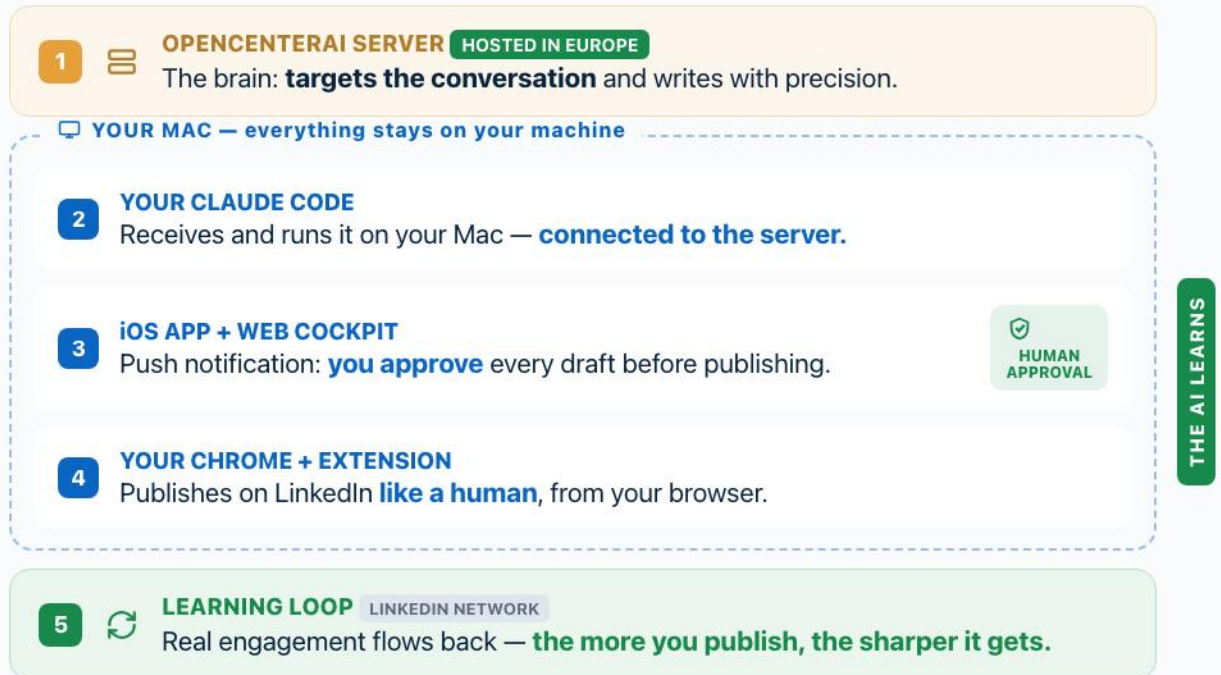 1
OPENCENTERAI SERVER HOSTED IN EUROPE
The brain: targets the conversation and writes with precision.
YOUR MAC — everything stays on your machine
2
YOUR CLAUDE CODE
Receives and runs it on your Mac — connected to the server.
3
iOS APP + WEB COCKPIT
Push notification: you approve every draft before publishing.
HUMAN
APPROVAL
4
YOUR CHROME + EXTENSION
Publishes on LinkedIn like a human, from your browser.
THE AI LEARNS
5
LEARNING LOOP LINKEDIN NETWORK
Real engagement flows back — the more you publish, the sharper it gets.